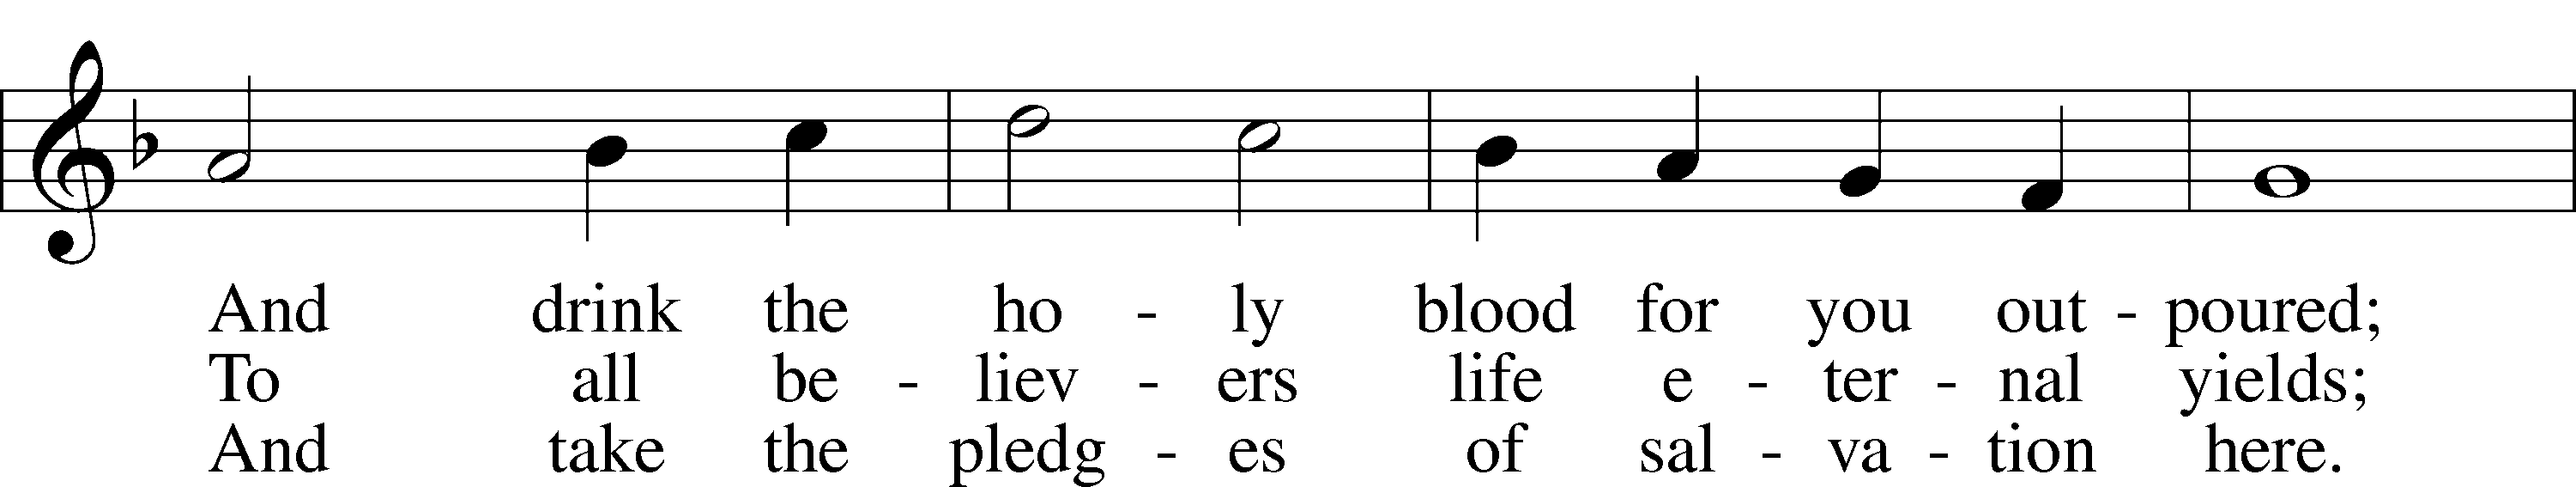 And drink the ho - ly blood for you out - poured;
To all be - liev - ers life e - ter - nal yields;
And take the pledg - es of sal - va - tion here.